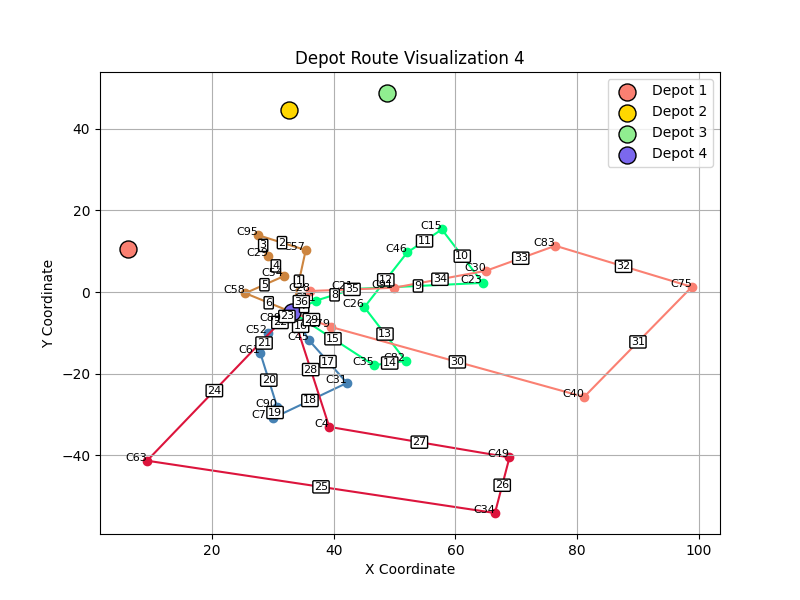 Depot Route Visualization 4
Depot 1
Depot 2
Depot 3
Depot 4
Y Coordinate
40
20
0
−20
−40
20
40
60
80
100
X Coordinate
C95
3
2
C57
C29
4
C54
5
1
C58
6
C15
11
C46
10
C30
C23
12
34
9
35
8
36
C28
C26
33
C83
32
C75
31
C40
30
13
C82
14
C35
15
29
23
C52
21
C61
20
C90
C7
19
18
C31
17
C45
28
C4
27
C49
26
C34
25
C63
24